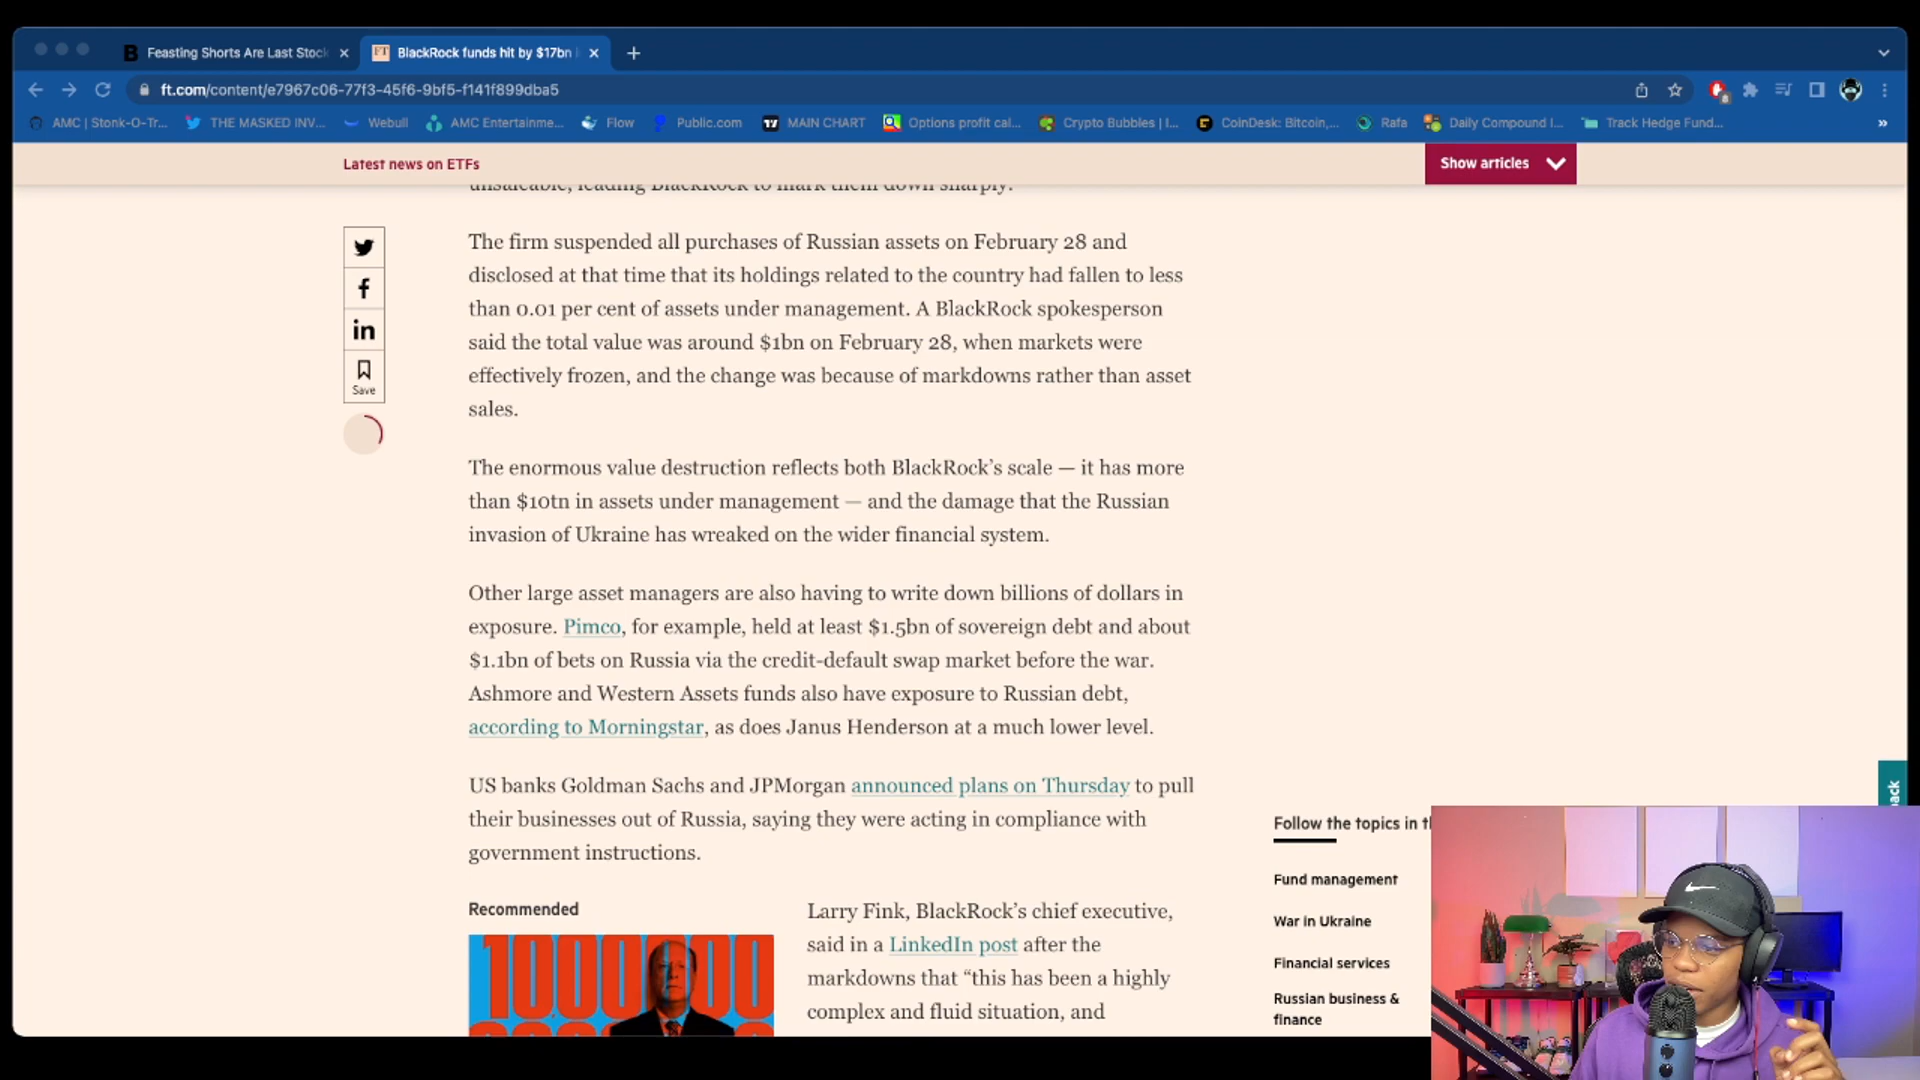 Feasting Shorts Are Last Stock
BlackRock funds hit by $17bn
ft.com/content/e7967c06-77f3-45f6-9bf5-f141f899dba5
AMC | Stonk-O-Tr...
THE MASKED INV...
Webull
AMC Entertainme...
Flow
Public.com
MAIN CHART
Options profit cal...
Crypto Bubbles | I...
CoinDesk: Bitcoin,...
Rafa
Daily Compound I...
Track Hedge Fund...
»
Latest news on ETFs
Show articles
unsaleable, leading BlackRock to mark them down sharply.
The firm suspended all purchases of Russian assets on February 28 and
disclosed at that time that its holdings related to the country had fallen to less
than 0.01 per cent of assets under management. A BlackRock spokesperson
said the total value was around $1bn on February 28, when markets were
effectively frozen, and the change was because of markdowns rather than asset
sales.
Save
The enormous value destruction reflects both BlackRock’s scale — it has more
than $10tn in assets under management — and the damage that the Russian
invasion of Ukraine has wreaked on the wider financial system.
Other large asset managers are also having to write down billions of dollars in
exposure. Pimco, for example, held at least $1.5bn of sovereign debt and about
$1.1bn of bets on Russia via the credit-default swap market before the war.
Ashmore and Western Assets funds also have exposure to Russian debt,
according to Morningstar, as does Janus Henderson at a much lower level.
US banks Goldman Sachs and JPMorgan announced plans on Thursday to pull
their businesses out of Russia, saying they were acting in compliance with
government instructions.
Recommended
1000000
Larry Fink, BlackRock’s chief executive,
said in a LinkedIn post after the
markdowns that “this has been a highly
complex and fluid situation, and
Follow the topics in
Fund management
War in Ukraine
Financial services
Russian business &
finance